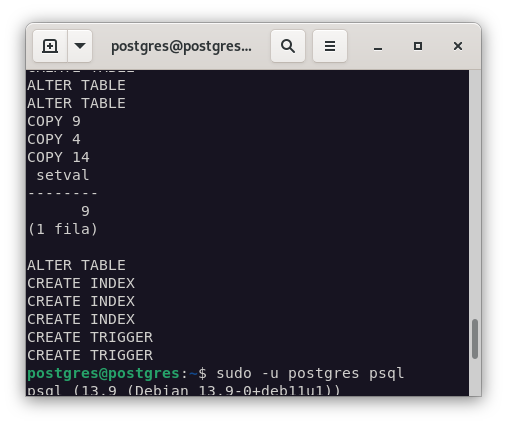 postgres@postgres...
CREATE TABLE
ALTER TABLE
ALTER TABLE
COPY 9
COPY 4
COPY 14
setval
--------
9
(1 fila)
ALTER TABLE
CREATE INDEX
CREATE INDEX
CREATE INDEX
CREATE TRIGGER
CREATE TRIGGER
postgres@postgres:~$ sudo -u postgres psql
psql (13.9 (Debian 13.9-0+deb11u1))